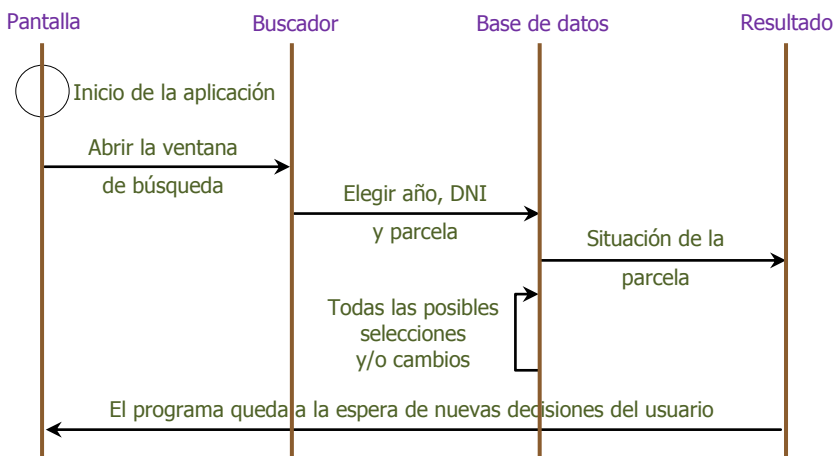 Pantalla
Buscador
Base de datos
Resultado
Inicio de la aplicación
Abrir la ventana
de búsqueda
Elegir año, DNI
y parcela
Situación de la
parcela
Todas las posibles
selecciones
y/o cambios
El programa queda a la espera de nuevas decisiones del usuario